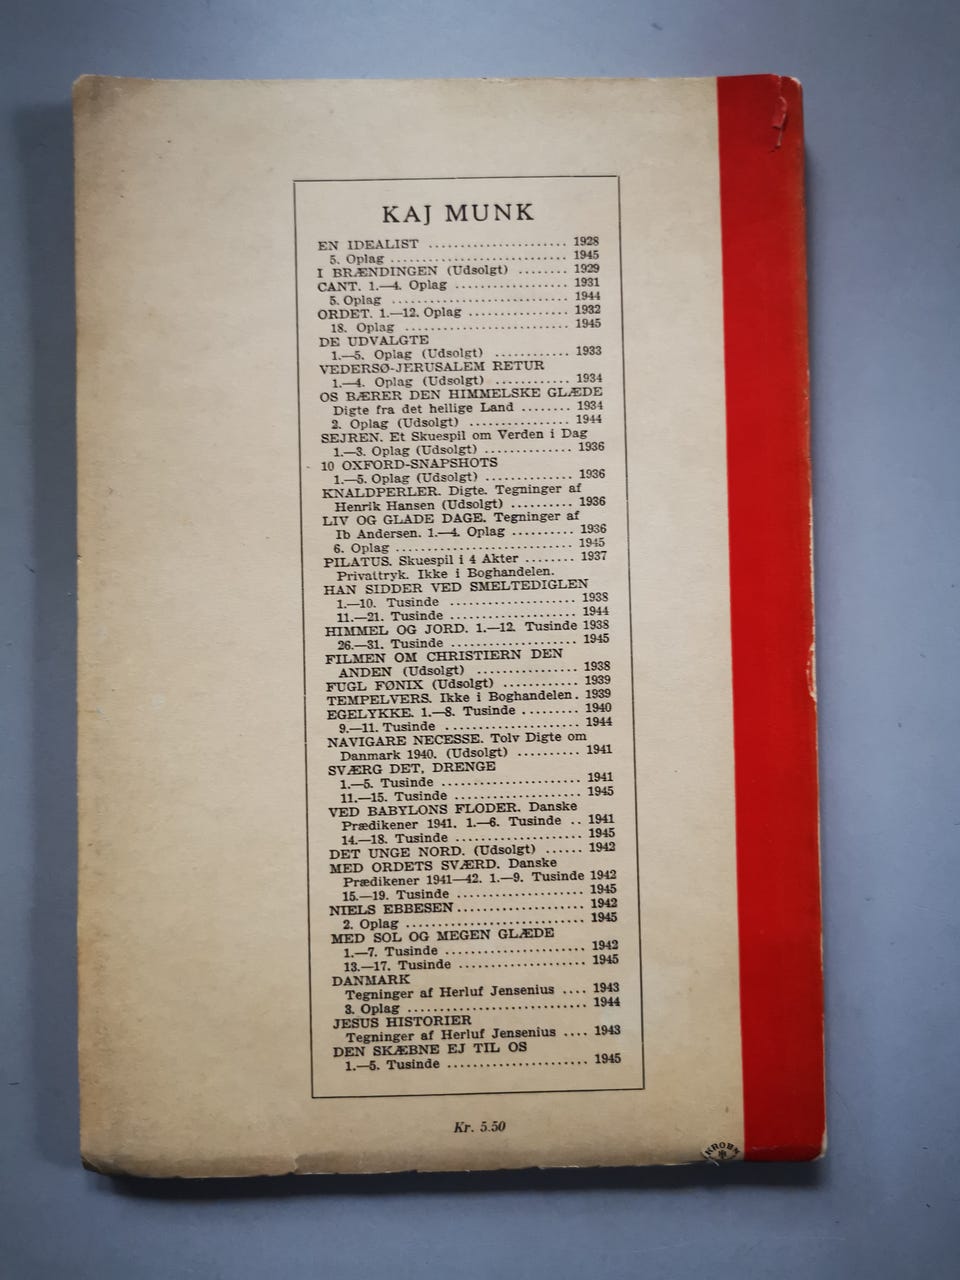 KAJ MUNK
EN IDEALIST ...................... 1928
5. Oplag ............................ 1945
I BRÆNDINGEN (Udsolgt) ........ 1929
CANT. 1.—4. Oplag .................. 1931
5. Oplag ............................ 1944
ORDET. 1.—12. Oplag ................ 1932
18. Oplag .......................... 1945
DE UDVALGTE
1.—5. Oplag (Udsolgt) ............ 1933
VEDERSØ-JERUSALEM RETUR
1.—4. Oplag (Udsolgt) ............ 1934
OS BÆRER DEN HIMMELSKE GLÆDE
Digte fra det hellige Land ........ 1934
2. Oplag (Udsolgt) ................ 1944
SEJREN. Et Skuespil om Verden i Dag
1.—3. Oplag (Udsolgt) .............. 1936
10 OXFORD-SNAPSHOTS
1.—5. Oplag (Udsolgt) .............. 1936
KNALDPERLER. Digte. Tegninger af
Henrik Hansen (Udsolgt) .......... 1936
LIV OG GLADE DAGE. Tegninger af
Ib Andersen. 1.—4. Oplag .......... 1936
6. Oplag ............................ 1945
PILATUS. Skuespil i 4 Akter ........ 1937
Privattryk. Ikke i Boghandelen.
HAN SIDDER VED SMELTEDIGLEN
1.—10. Tusinde .................... 1938
11.—21. Tusinde .................... 1944
HIMMEL OG JORD. 1.—12. Tusinde 1938
26.—31. Tusinde .................... 1945
FILMEN OM CHRISTIERN DEN
ANDEN (Udsolgt) ................ 1938
FUGL FØNIX (Udsolgt) ............ 1939
TEMPELVERS. Ikke i Boghandelen. 1939
EGELYKKE. 1.—8. Tusinde ......... 1940
9.—11. Tusinde ...................... 1944
NAVIGARE NECESSE. Tolv Digte om
Danmark 1940. (Udsolgt) .......... 1941
SVÆRG DET, DRENGE
1.—5. Tusinde ...................... 1941
11.—15. Tusinde .................... 1945
VED BABYLONS FLODER. Danske
Prædikener 1941. 1.—6. Tusinde .. 1941
14.—18. Tusinde .................... 1945
DET UNGE NORD. (Udsolgt) ...... 1942
MED ORDETS SVÆRD. Danske
Prædikener 1941—42. 1.—9. Tusinde 1942
15.—19. Tusinde .................... 1945
NIELS EBBESEN .................... 1942
2. Oplag ............................ 1945
MED SOL OG MEGEN GLÆDE
1.—7. Tusinde ...................... 1942
13.—17. Tusinde .................... 1945
DANMARK
Tegninger af Herluf Jensenius .... 1943
3. Oplag ............................ 1944
JESUS HISTORIER
Tegninger af Herluf Jensenius .... 1943
DEN SKÆBNE EJ TIL OS
1.—5. Tusinde ...................... 1945
Kr. 5.50
KROHN